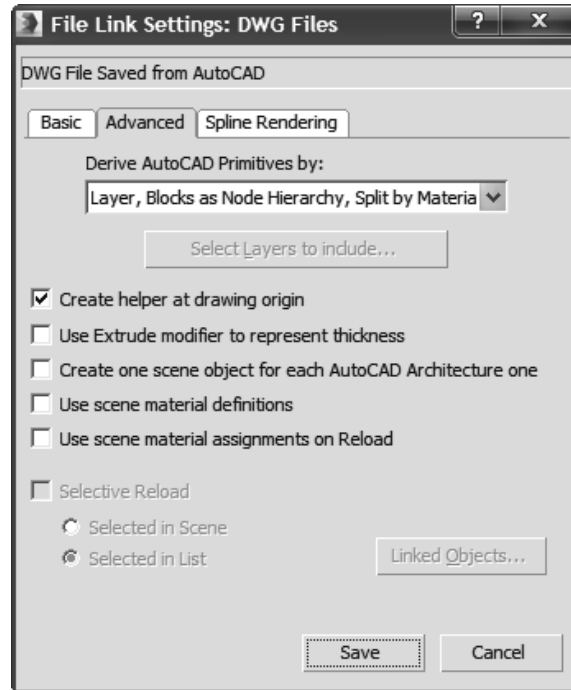 File Link Settings: DWG Files
? x
DWG File Saved from AutoCAD
Basic Advanced Spline Rendering
Derive AutoCAD Primitives by:
Layer, Blocks as Node Hierarchy, Split by Materia
Select Layers to include...
Create helper at drawing origin
Use Extrude modifier to represent thickness
Create one scene object for each AutoCAD Architecture one
Use scene material definitions
Use scene material assignments on Reload
Selective Reload
Selected in Scene
Selected in List Linked Objects...
Save Cancel